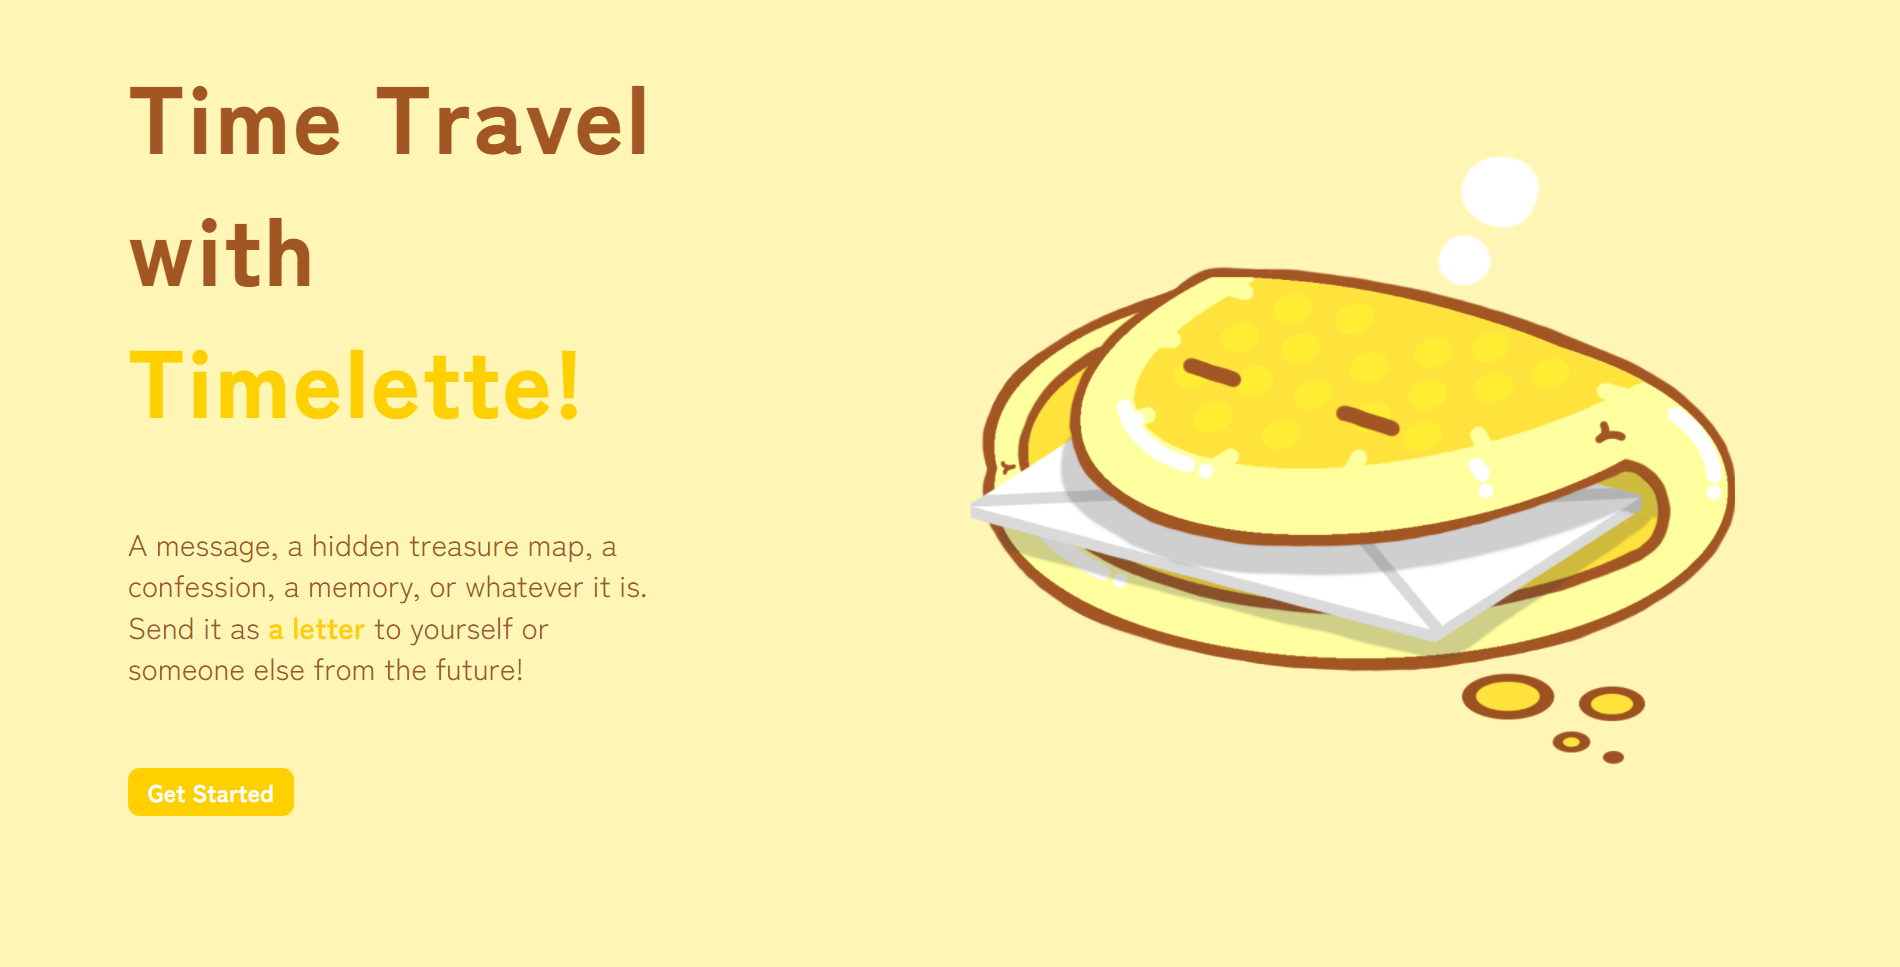 Time Travel
with
Timelette!
A message, a hidden treasure map, a
confession, a memory, or whatever it is.
Send it as a letter to yourself or
someone else from the future!
Get Started